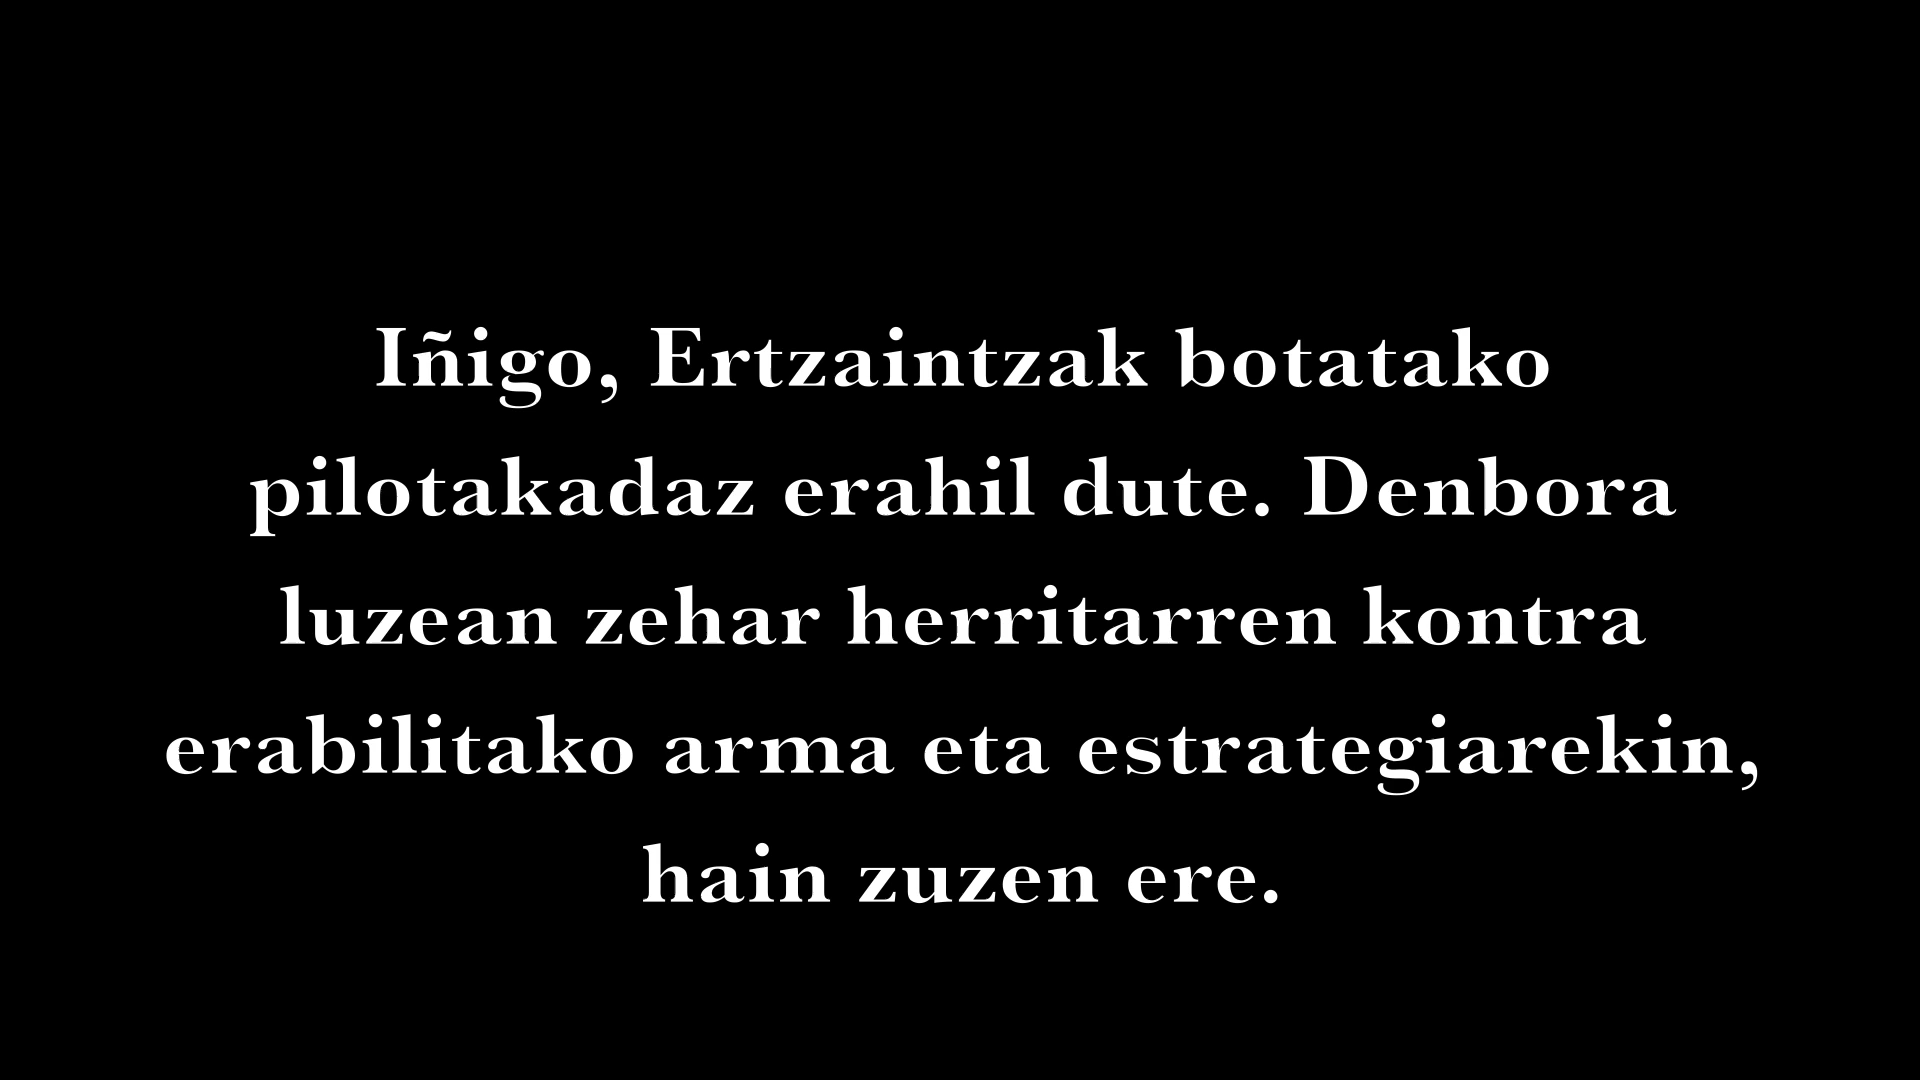 Iñigo, Ertzaintzak botatako
pilotakadaz erahil dute. Denbora
luzean zehar herritarren kontra
erabilitako arma eta estrategiarekin,
hain zuzen ere.